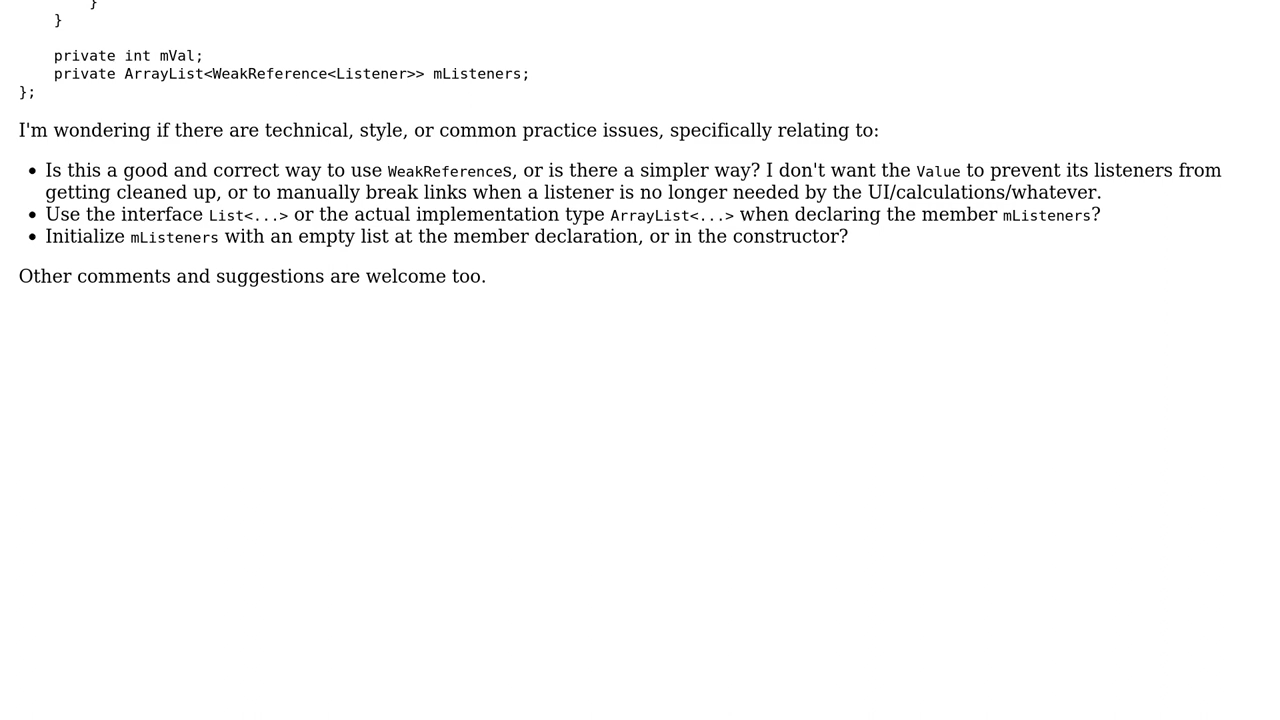 }
}
private int mVal;
private ArrayList<WeakReference<Listener>> mListeners;
};
I'm wondering if there are technical, style, or common practice issues, specifically relating to:
• Is this a good and correct way to use WeakReferences, or is there a simpler way? I don't want the Value to prevent its listeners from
getting cleaned up, or to manually break links when a listener is no longer needed by the UI/calculations/whatever.
• Use the interface List<...> or the actual implementation type ArrayList<...> when declaring the member mListeners?
• Initialize mListeners with an empty list at the member declaration, or in the constructor?
Other comments and suggestions are welcome too.